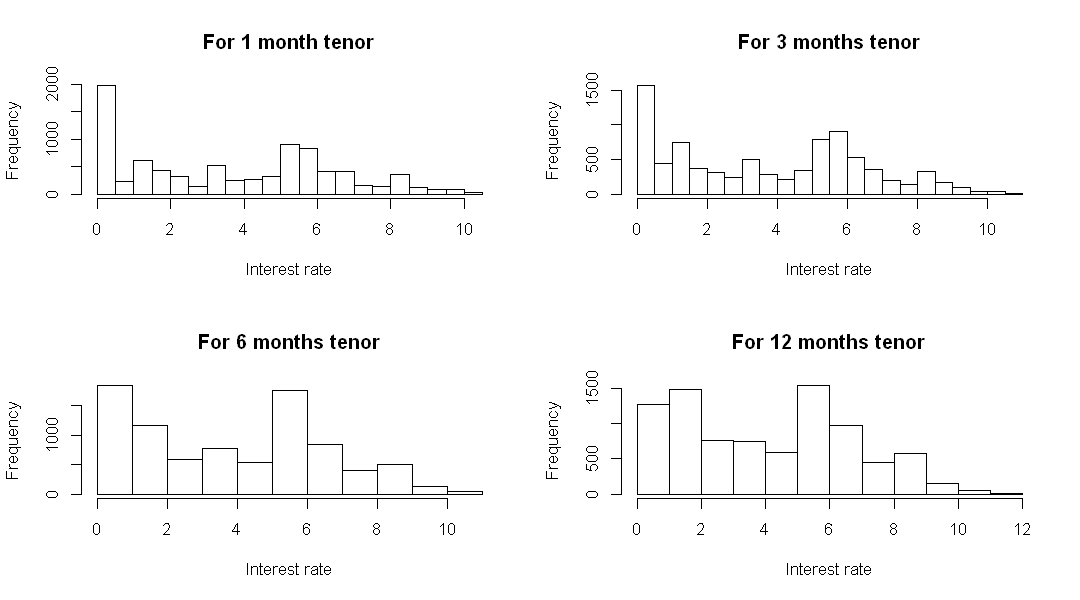 For 1 month tenor
Frequency
0 1000 2000
0 2 4 6 8 10
Interest rate
For 3 months tenor
Frequency
0 500 1500
0 2 4 6 8 10
Interest rate
For 6 months tenor
Frequency
0 1000
0 2 4 6 8 10
Interest rate
For 12 months tenor
Frequency
0 500 1500
0 2 4 6 8 10 12
Interest rate